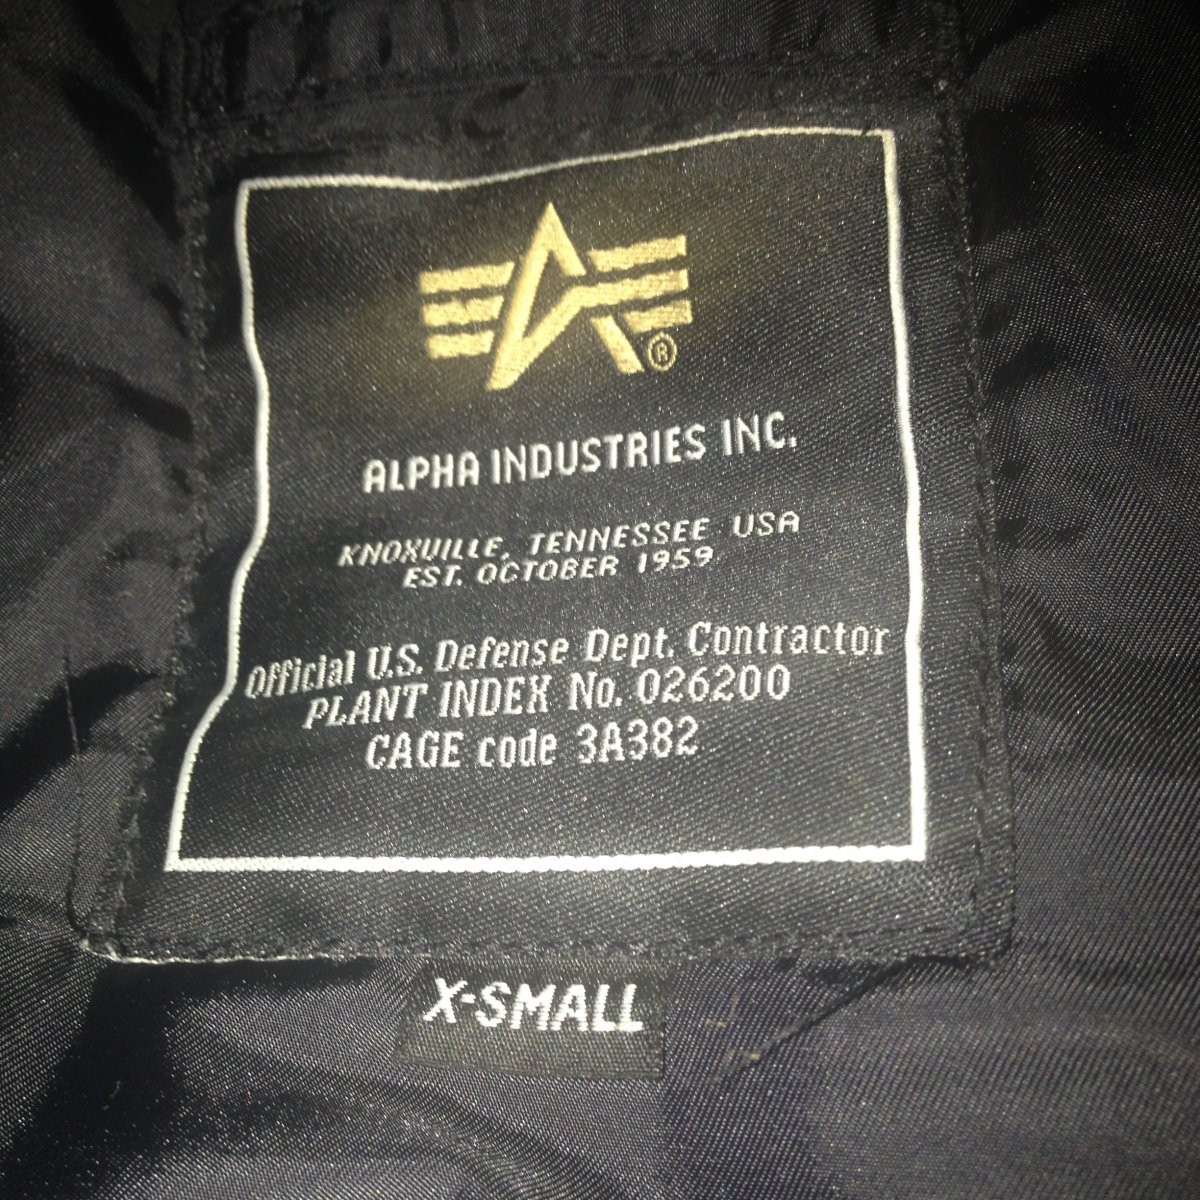 ®
ALPHA INDUSTRIES INC.
KNOXVILLE, TENNESSEE USA
EST. OCTOBER 1959
Official U.S. Defense Dept. Contractor
PLANT INDEX No. 026200
CAGE code 3A382
X-SMALL